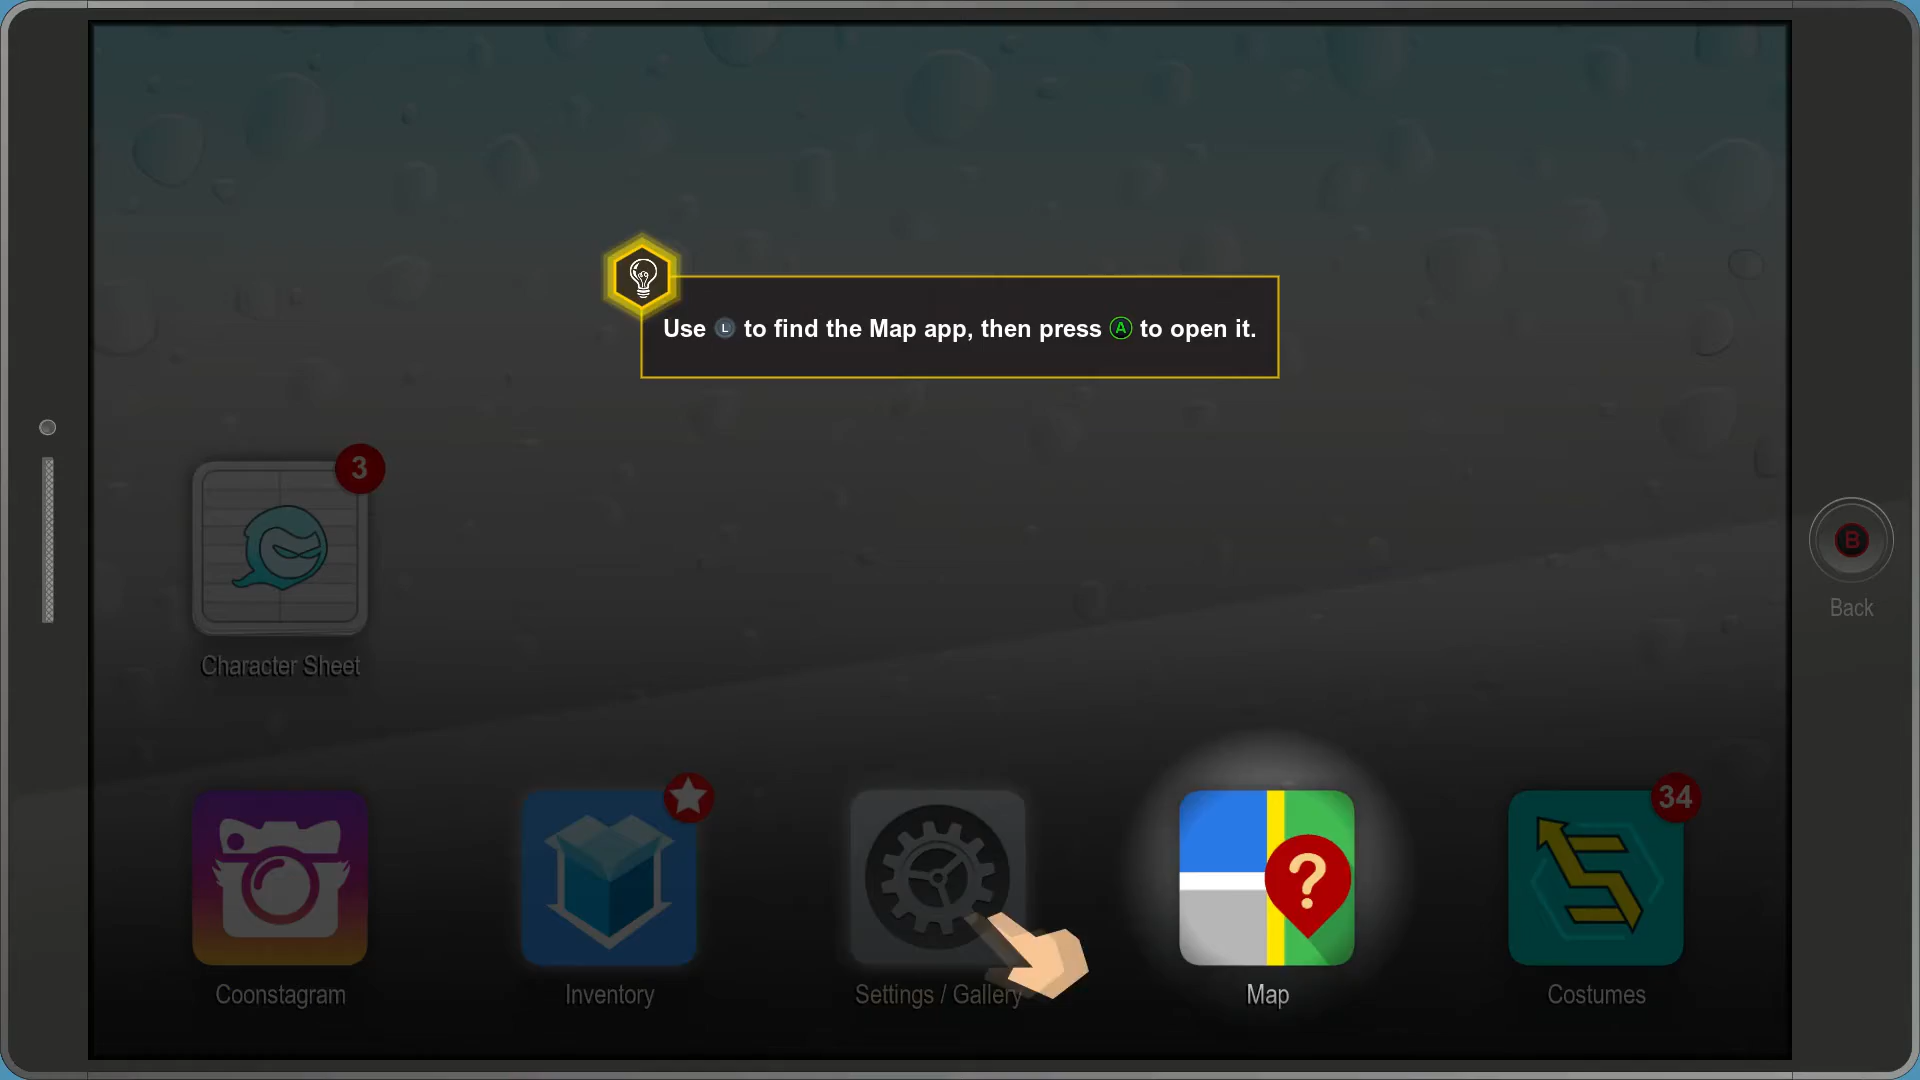 Use L to find the Map app, then press A to open it.
3
B
Back
Character Sheet
34
?
Coonstagram
Inventory
Settings / Gallery
Map
Costumes